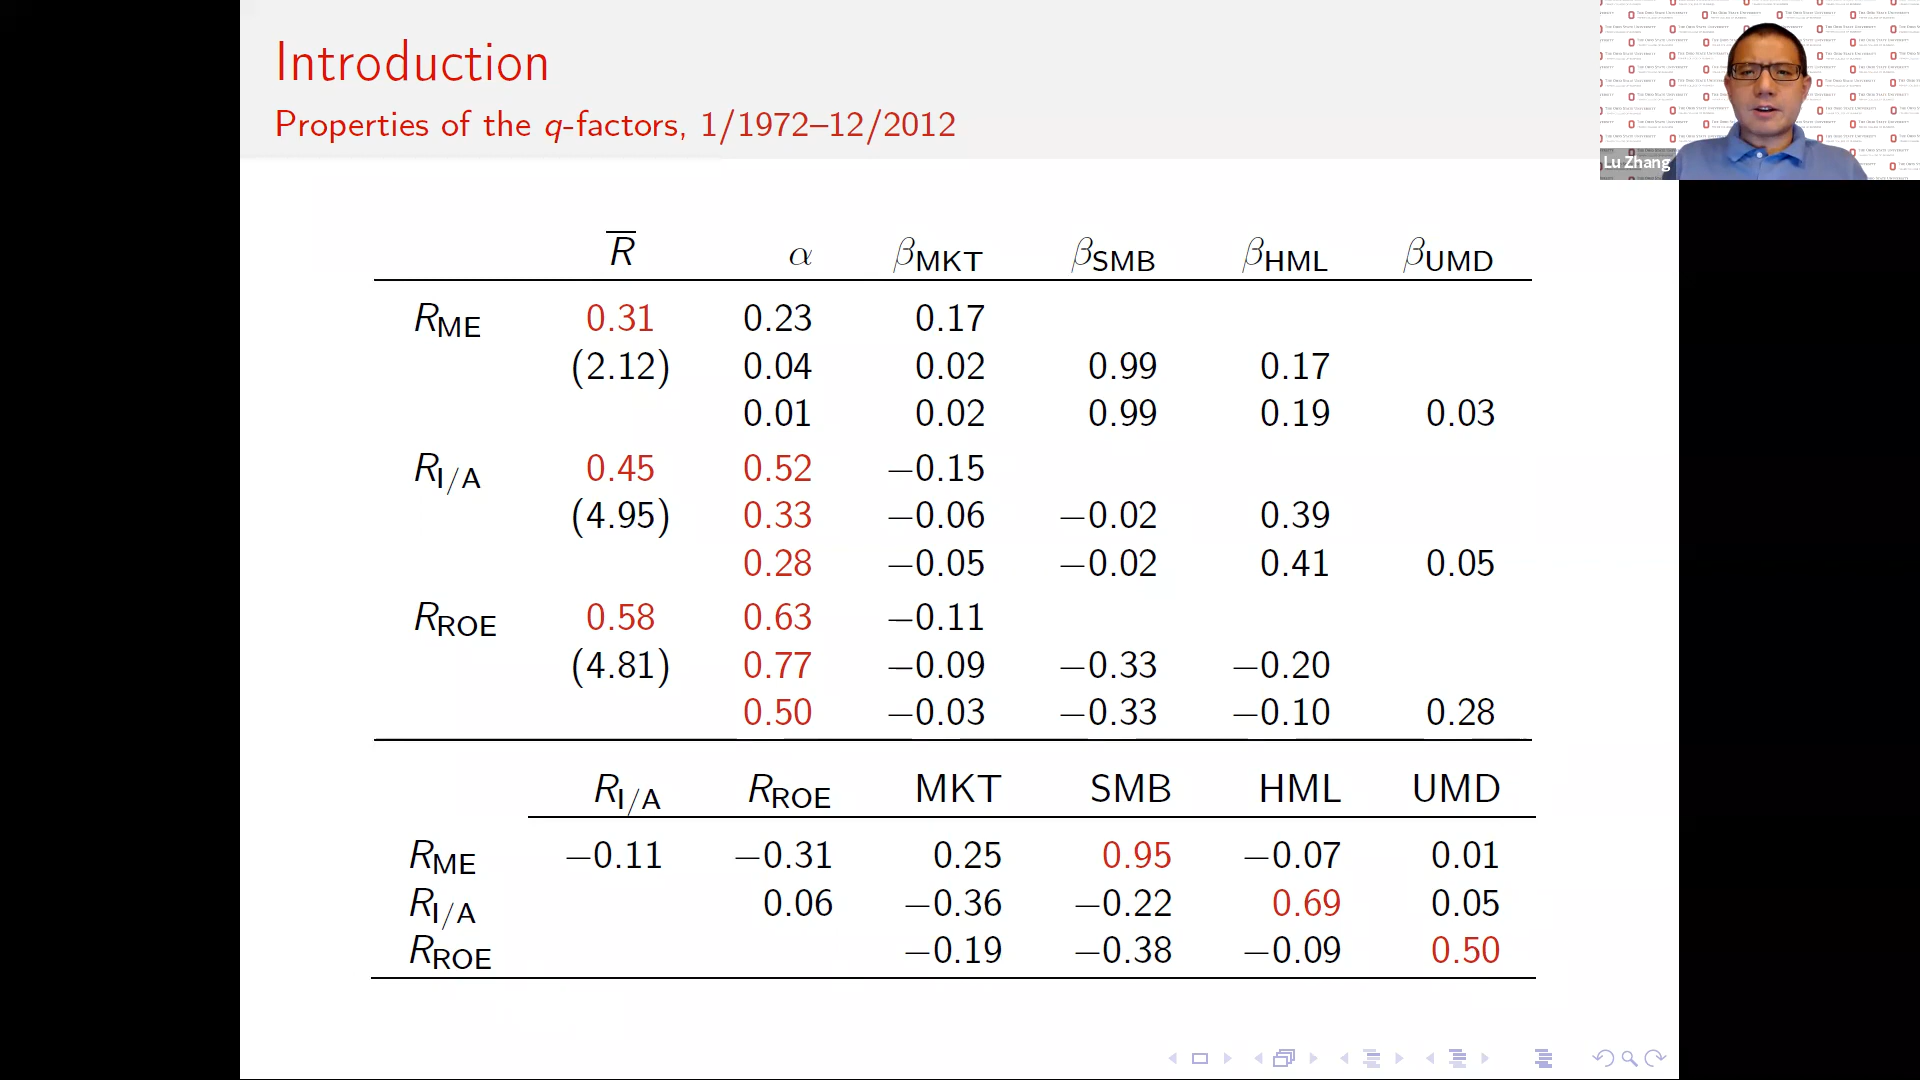 Introduction
Properties of the q-factors, 1/1972–12/2012
Lu Zhang
R α βMKT βSMB βHML βUMD
RME 0.31 0.23 0.17
(2.12) 0.04 0.02 0.99 0.17
0.01 0.02 0.99 0.19 0.03
RI/A 0.45 0.52 −0.15
(4.95) 0.33 −0.06 −0.02 0.39
0.28 −0.05 −0.02 0.41 0.05
RROE 0.58 0.63 −0.11
(4.81) 0.77 −0.09 −0.33 −0.20
0.50 −0.03 −0.33 −0.10 0.28
RI/A RROE MKT SMB HML UMD
RME −0.11 −0.31 0.25 0.95 −0.07 0.01
RI/A 0.06 −0.36 −0.22 0.69 0.05
RROE −0.19 −0.38 −0.09 0.50